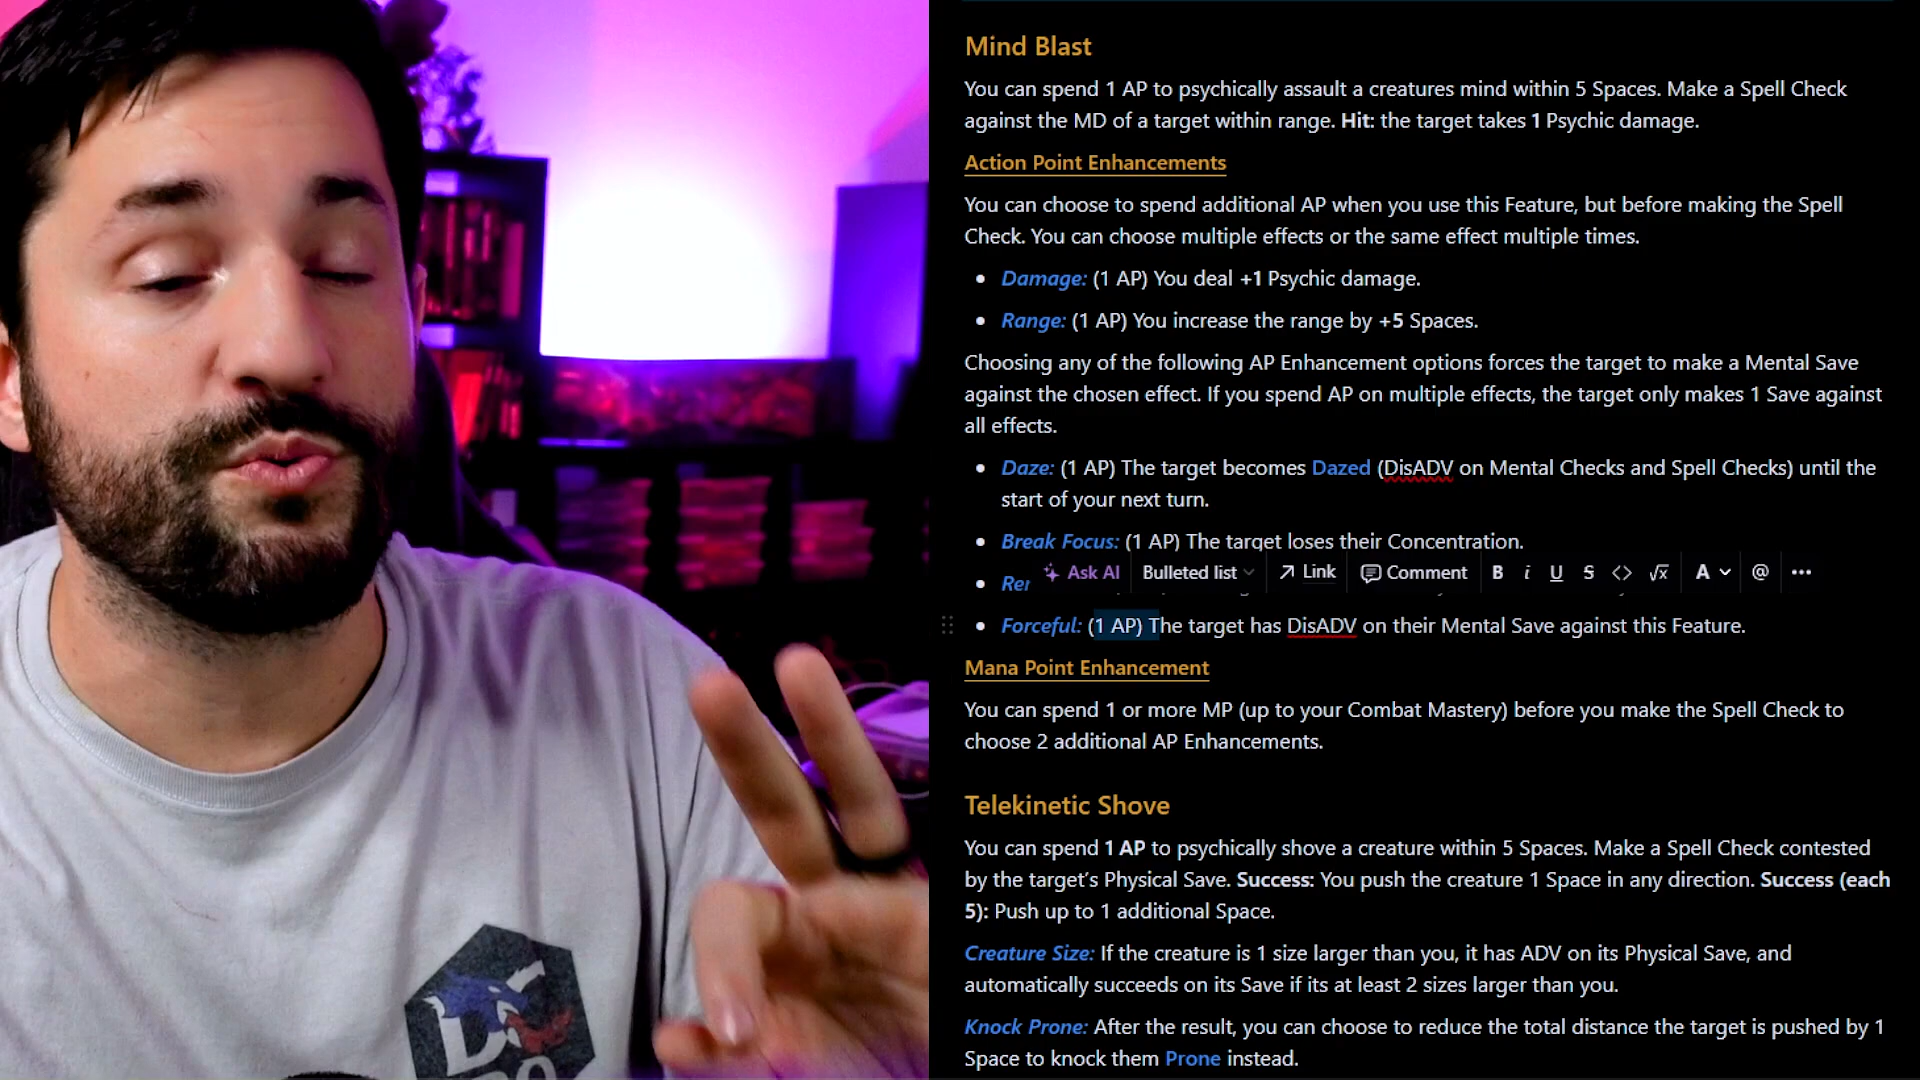 Mind Blast
You can spend 1 AP to psychically assault a creatures mind within 5 Spaces. Make a Spell Check
against the MD of a target within range. Hit: the target takes 1 Psychic damage.
Action Point Enhancements
You can choose to spend additional AP when you use this Feature, but before making the Spell
Check. You can choose multiple effects or the same effect multiple times.
Damage: (1 AP) You deal +1 Psychic damage.
Range: (1 AP) You increase the range by +5 Spaces.
Choosing any of the following AP Enhancement options forces the target to make a Mental Save
against the chosen effect. If you spend AP on multiple effects, the target only makes 1 Save against
all effects.
Daze: (1 AP) The target becomes Dazed (DisADV on Mental Checks and Spell Checks) until the
start of your next turn.
Break Focus: (1 AP) The target loses their Concentration.
Ask AI Bulleted list Link Comment B i U S <> √x A @ •••
Forceful: (1 AP) The target has DisADV on their Mental Save against this Feature.
Mana Point Enhancement
You can spend 1 or more MP (up to your Combat Mastery) before you make the Spell Check to
choose 2 additional AP Enhancements.
Telekinetic Shove
You can spend 1 AP to psychically shove a creature within 5 Spaces. Make a Spell Check contested
by the target's Physical Save. Success: You push the creature 1 Space in any direction. Success (each
5): Push up to 1 additional Space.
Creature Size: If the creature is 1 size larger than you, it has ADV on its Physical Save, and
automatically succeeds on its Save if its at least 2 sizes larger than you.
Knock Prone: After the result, you can choose to reduce the total distance the target is pushed by 1
Space to knock them Prone instead.